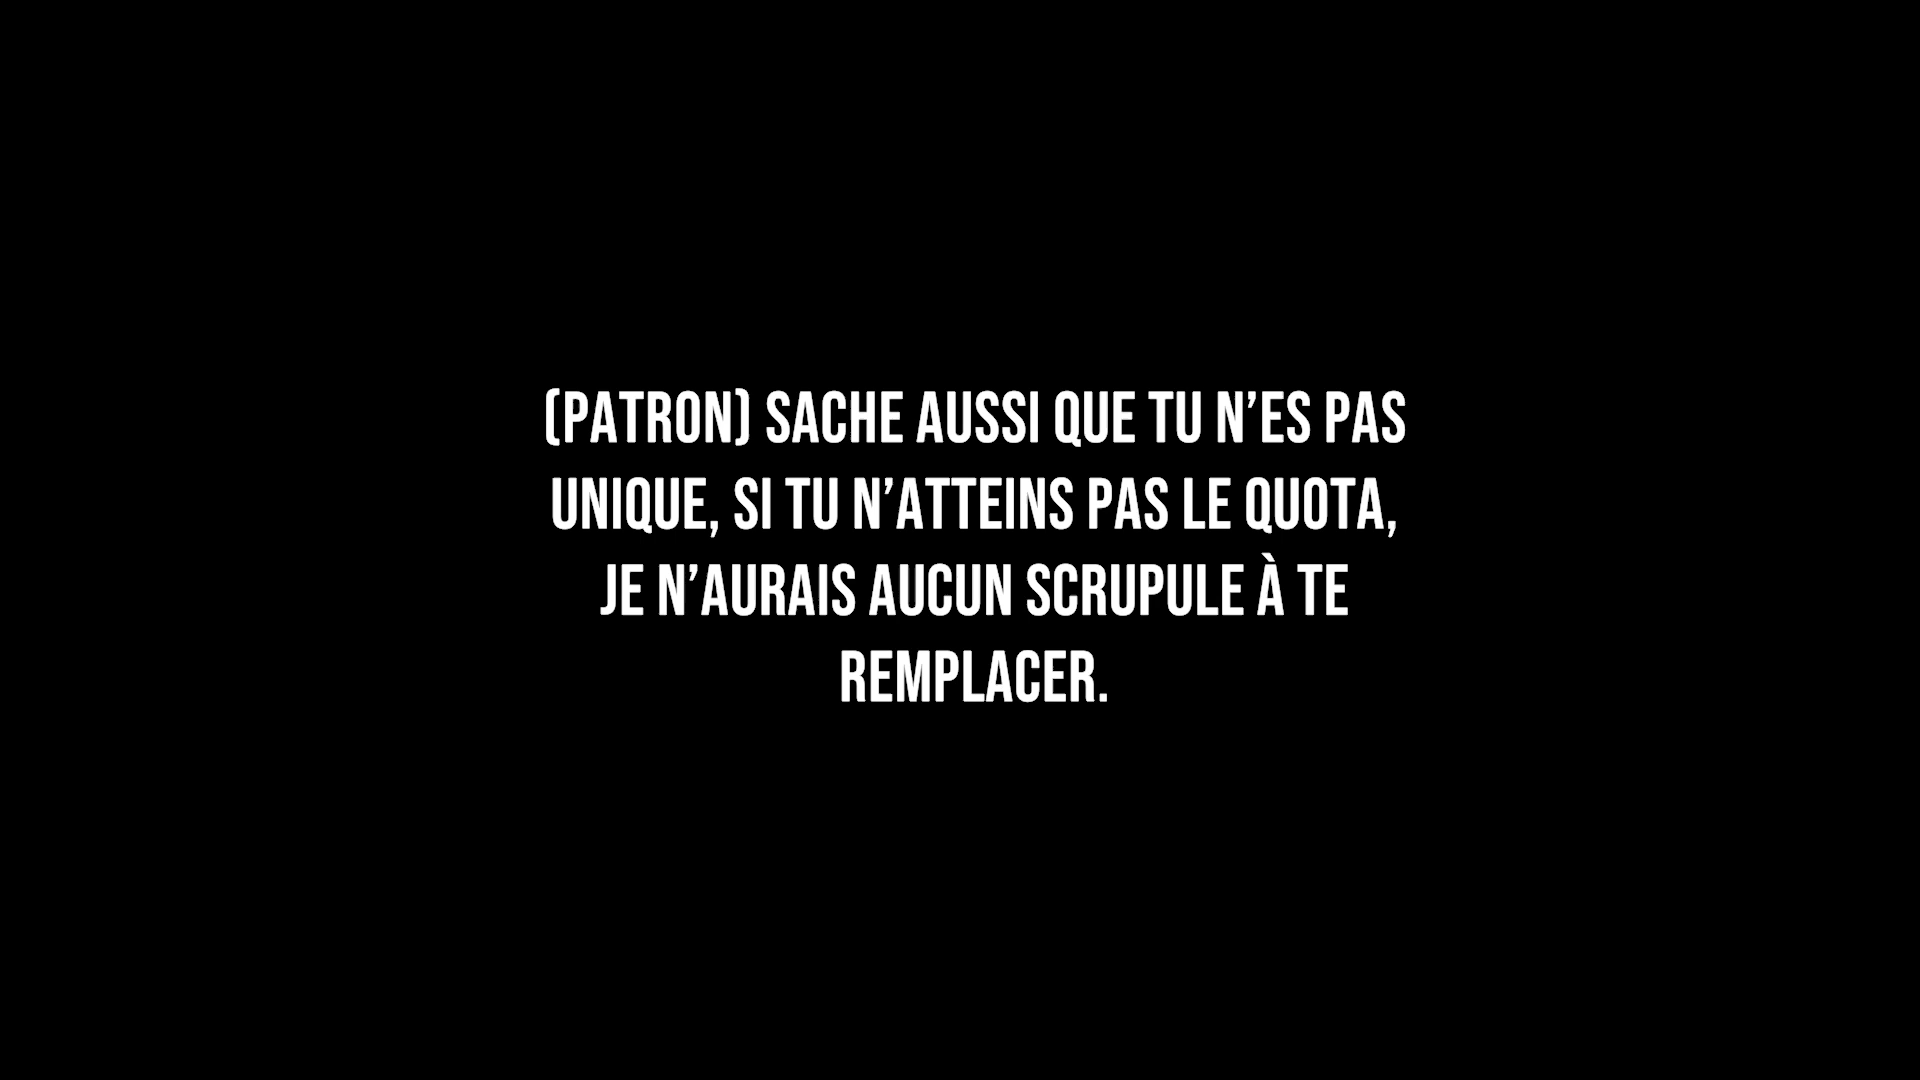 (PATRON) SACHE AUSSI QUE TU N’ES PAS
UNIQUE, SI TU N’ATTEINS PAS LE QUOTA,
JE N’AURAIS AUCUN SCRUPULE À TE
REMPLACER.